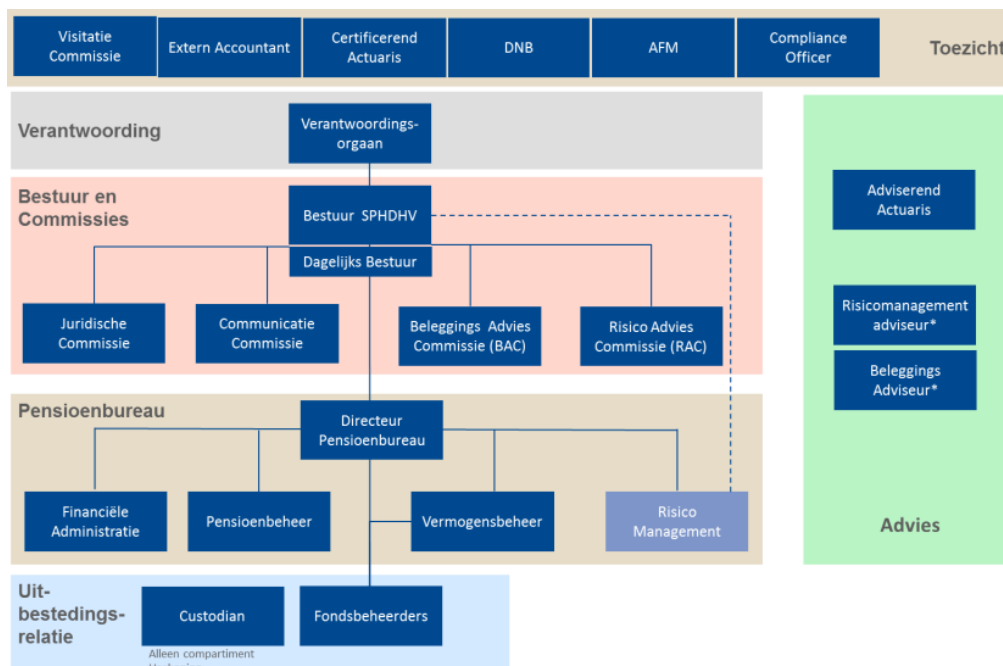 Visitatie
Commissie
Extern Accountant
Certificerend
Actuaris
DNB
AFM
Compliance
Officer
Toezicht
Verantwoording
Verantwoordings-
orgaan
Bestuur en
Commissies
Bestuur SPHDHV
Dagelijks Bestuur
Juridische
Commissie
Communicatie
Commissie
Beleggings Advies
Commissie (BAC)
Risico Advies
Commissie (RAC)
Pensioenbureau
Directeur
Pensioenbureau
Financiële
Administratie
Pensioenbeheer
Vermogensbeheer
Risico
Management
Uit-
bestedings-
relatie
Custodian
Alleen compartiment
Fondsbeheerders
Adviserend
Actuaris
Risicomanagement
adviseur*
Beleggings
Adviseur*
Advies